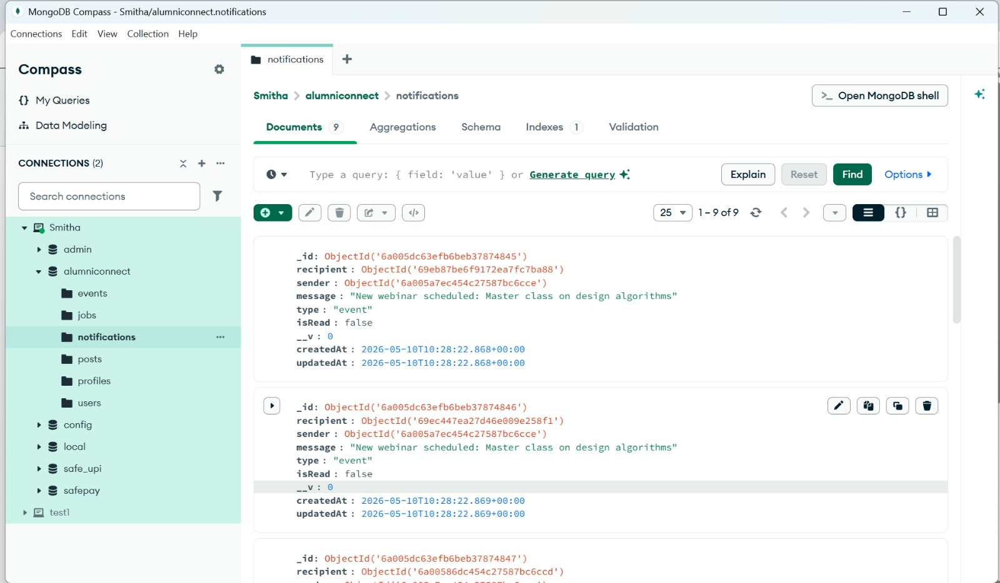 MongoDB Compass - Smitha/alumniconnect.notifications
Connections Edit View Collection Help
Compass
My Queries
Data Modeling
CONNECTIONS (2)
Search connections
Smitha
admin
alumniconnect
events
jobs
notifications
posts
profiles
users
config
local
safe_upi
safepay
test1
notifications
Smitha > alumniconnect > notifications
>_ Open MongoDB shell
Documents 9 Aggregations Schema Indexes 1 Validation
Type a query: { field: 'value' } or Generate query
Explain Reset Find Options
25 1 – 9 of 9
_id: ObjectId('6a005dc63efb6beb37874845')
recipient : ObjectId('69eb87be6f9172ea7fc7ba88')
sender : ObjectId('6a005a7ec454c27587bc6cce')
message : "New webinar scheduled: Master class on design algorithms"
type : "event"
isRead : false
__v : 0
createdAt : 2026-05-10T10:28:22.868+00:00
updatedAt : 2026-05-10T10:28:22.868+00:00
_id: ObjectId('6a005dc63efb6beb37874846')
recipient : ObjectId('69ec447ea27d46e009e258f1')
sender : ObjectId('6a005a7ec454c27587bc6cce')
message : "New webinar scheduled: Master class on design algorithms"
type : "event"
isRead : false
__v : 0
createdAt : 2026-05-10T10:28:22.869+00:00
updatedAt : 2026-05-10T10:28:22.869+00:00
_id: ObjectId('6a005dc63efb6beb37874847')
recipient : ObjectId('6a00586dc454c27587bc6ccd')